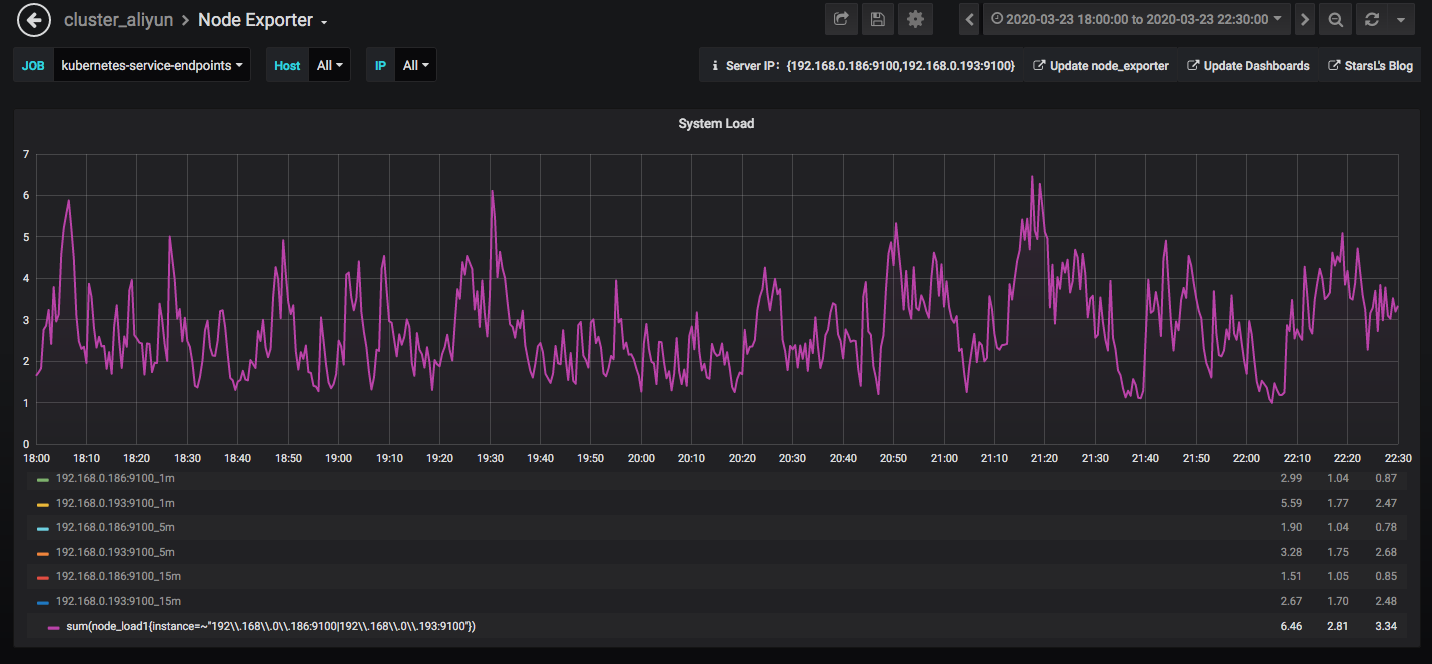 cluster_aliyun > Node Exporter
2020-03-23 18:00:00 to 2020-03-23 22:30:00
JOB kubernetes-service-endpoints Host All IP All
Server IP：{192.168.0.186:9100,192.168.0.193:9100} Update node_exporter Update Dashboards StarsL's Blog
System Load
7
6
5
4
3
2
1
0
18:00 18:10 18:20 18:30 18:40 18:50 19:00 19:10 19:20 19:30 19:40 19:50 20:00 20:10 20:20 20:30 20:40 20:50 21:00 21:10 21:20 21:30 21:40 21:50 22:00 22:10 22:20 22:30
192.168.0.186:9100_1m 2.99 1.04 0.87
192.168.0.193:9100_1m 5.59 1.77 2.47
192.168.0.186:9100_5m 1.90 1.04 0.78
192.168.0.193:9100_5m 3.28 1.75 2.68
192.168.0.186:9100_15m 1.51 1.05 0.85
192.168.0.193:9100_15m 2.67 1.70 2.48
sum(node_load1{instance=~"192\\.168\\.0\\.186:9100|192\\.168\\.0\\.193:9100"}) 6.46 2.81 3.34